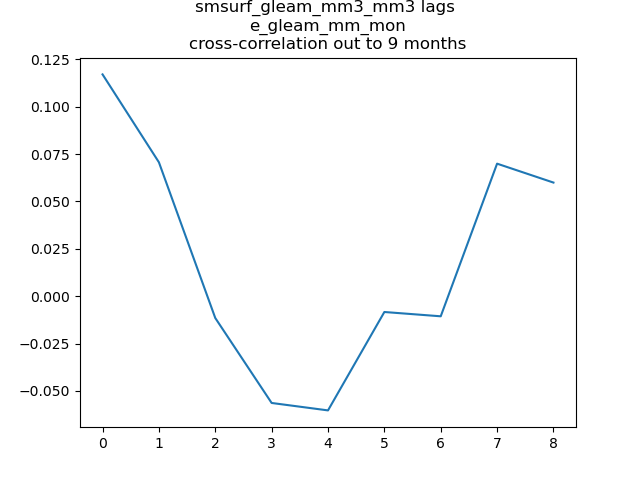 smsurf_gleam_mm3_mm3 lags
e_gleam_mm_mon
cross-correlation out to 9 months
0.125
0.100
0.075
0.050
0.025
0.000
−0.025
−0.050
0 1 2 3 4 5 6 7 8